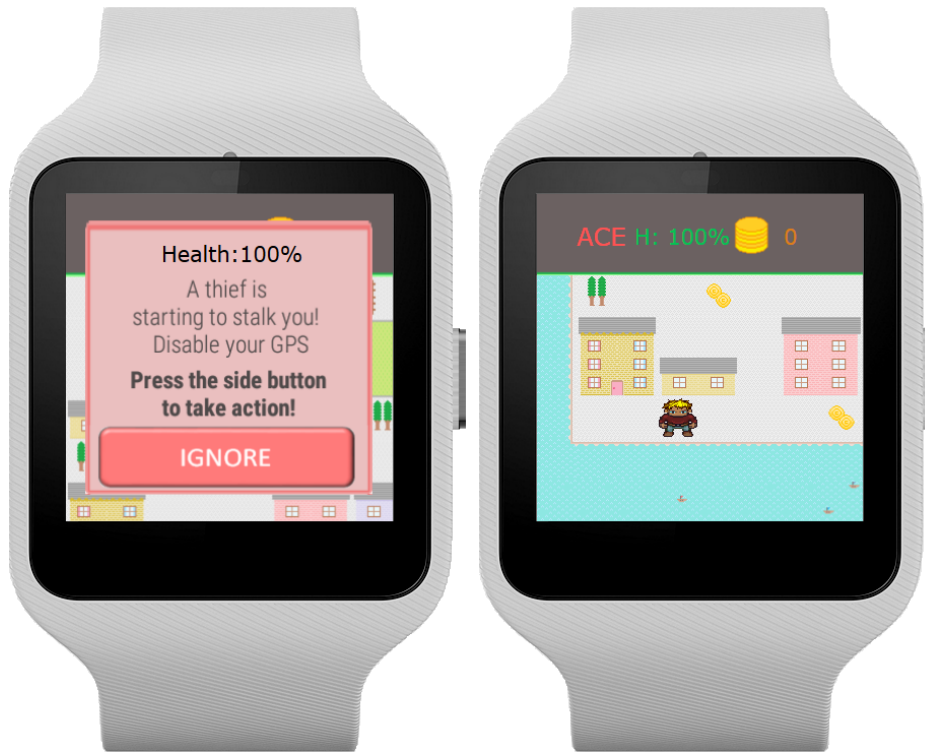 Health:100%
A thief is
starting to stalk you!
Disable your GPS
Press the side button
to take action!
IGNORE
ACE H: 100% 0